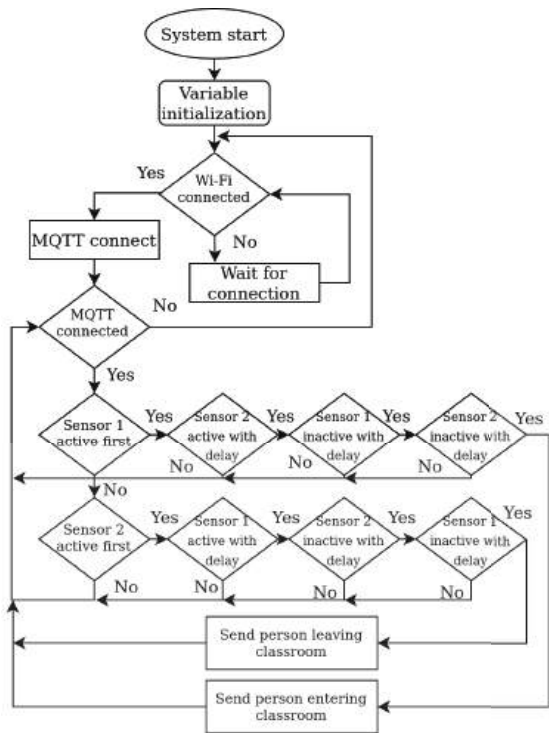 System start
Variable
initialization
Yes
Wi-Fi
connected
No
MQTT connect
Wait for
connection
MQTT
connected
No
Yes
Sensor 1
active first
Yes
Sensor 2
active with
delay
Yes
Sensor 1
inactive with
delay
Yes
Sensor 2
inactive with
delay
Yes
No
No
No
No
Sensor 2
active first
Yes
Sensor 1
active with
delay
Yes
Sensor 2
inactive with
delay
Yes
Sensor 1
inactive with
delay
Yes
No
No
No
No
Send person leaving
classroom
Send person entering
classroom